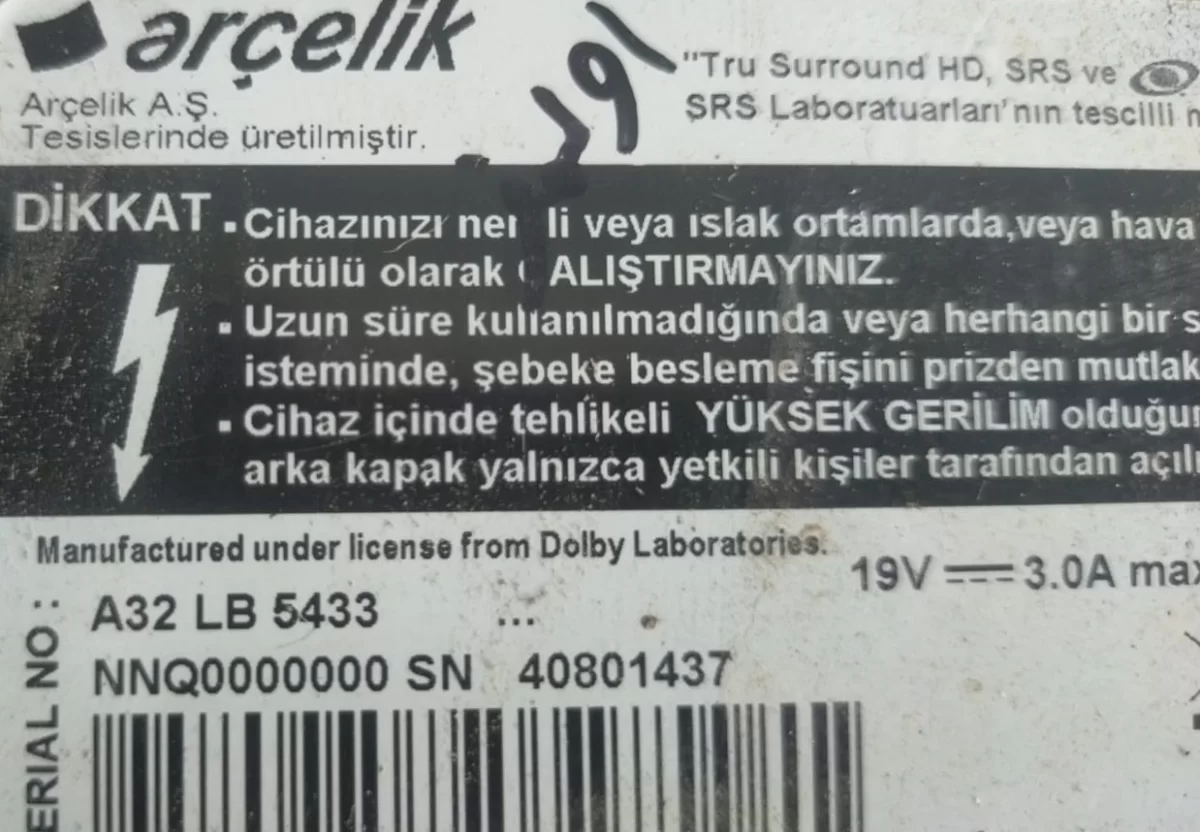 arçelik
Arçelik A.Ş.
Tesislerinde üretilmiştir.
"Tru Surround HD, SRS ve
SRS Laboratuarları'nın tescilli
DİKKAT
▪ Cihazınızı li veya ıslak ortamlarda,veya hava
örtülü olarak ALIŞTIRMAYINIZ.
▪ Uzun süre kullanılmadığında veya herhangi bir
isteminde, şebeke besleme fişini prizden mutlak
▪ Cihaz içinde tehlikeli YÜKSEK GERİLİM
arka kapak yalnızca yetkili kişiler tarafından
Manufactured under license from Dolby Laboratories.
19V 3.0A max
A32 LB 5433 ...
NNQ0000000 SN 40801437
ERIAL NO :